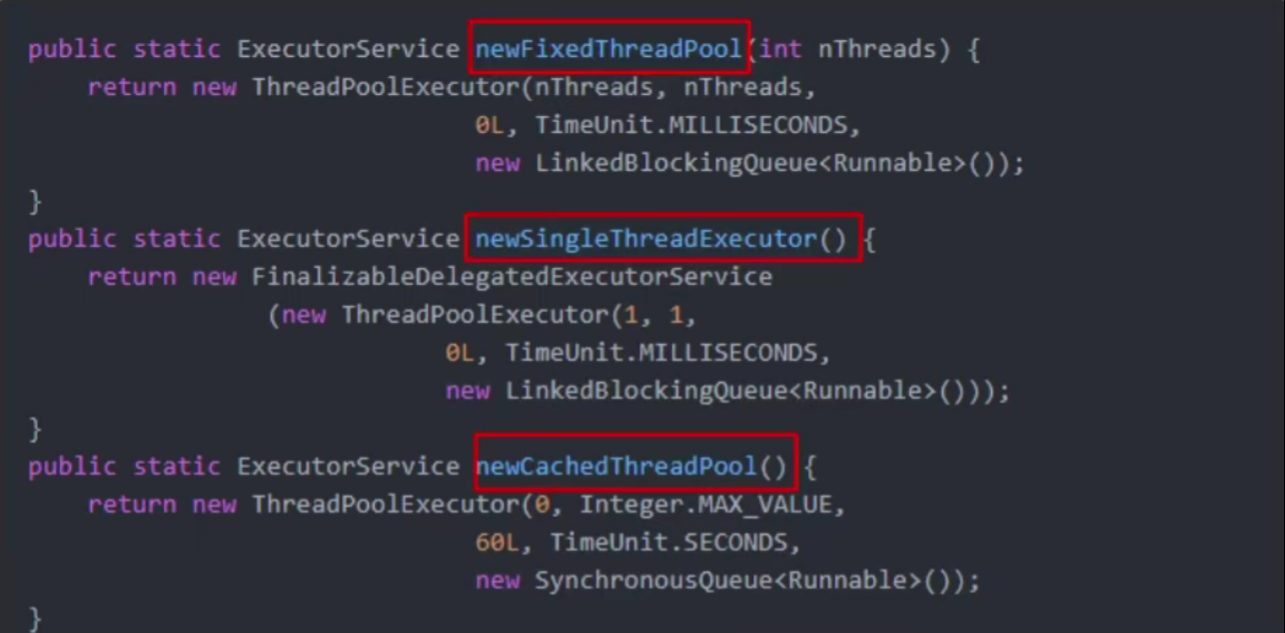 public static ExecutorService newFixedThreadPool(int nThreads) {
    return new ThreadPoolExecutor(nThreads, nThreads,
                              0L, TimeUnit.MILLISECONDS,
                              new LinkedBlockingQueue<Runnable>());
}
public static ExecutorService newSingleThreadExecutor() {
    return new FinalizableDelegatedExecutorService
                (new ThreadPoolExecutor(1, 1,
                            0L, TimeUnit.MILLISECONDS,
                            new LinkedBlockingQueue<Runnable>()));
}
public static ExecutorService newCachedThreadPool() {
    return new ThreadPoolExecutor(0, Integer.MAX_VALUE,
                              60L, TimeUnit.SECONDS,
                              new SynchronousQueue<Runnable>());
}